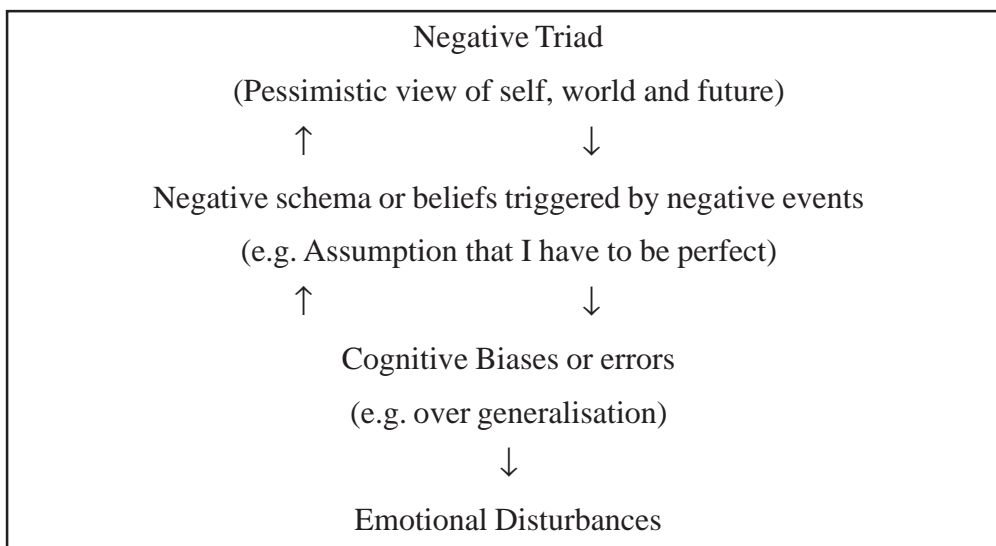 Negative Triad
(Pessimistic view of self, world and future)
↑ ↓
Negative schema or beliefs triggered by negative events
(e.g. Assumption that I have to be perfect)
↑ ↓
Cognitive Biases or errors
(e.g. over generalisation)
↓
Emotional Disturbances